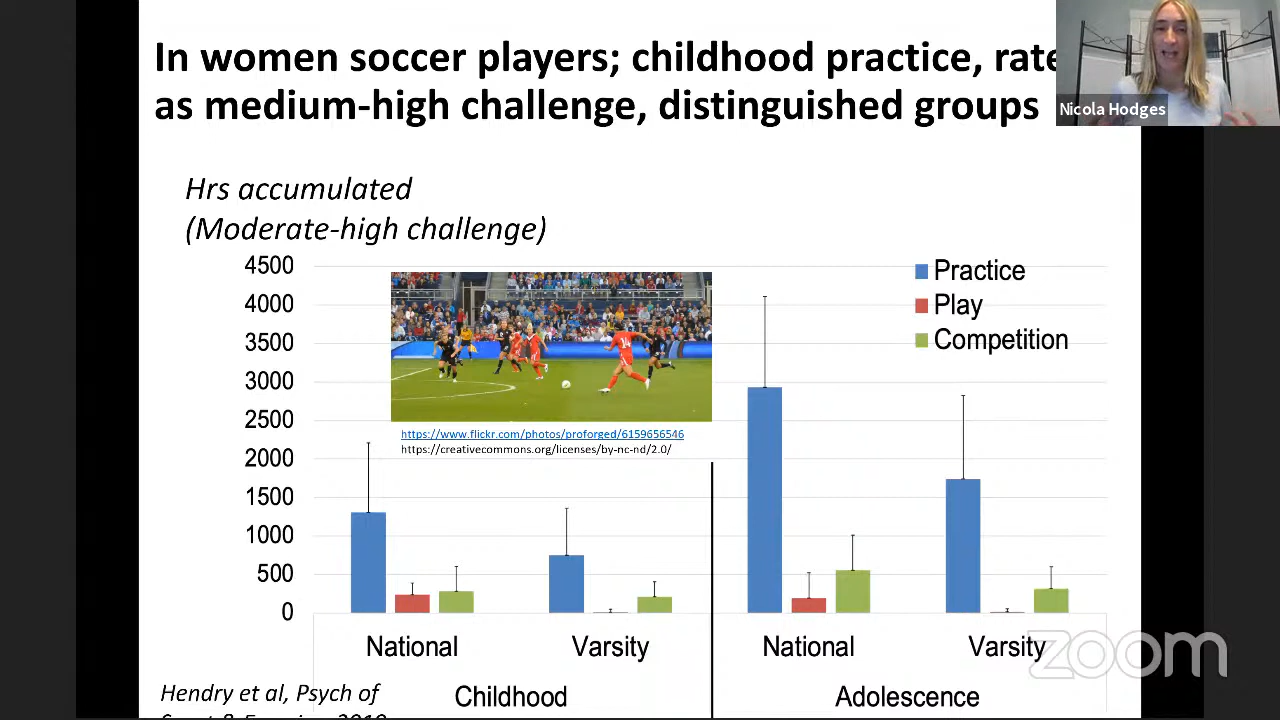 In women soccer players; childhood practice, rate
as medium-high challenge, distinguished groups
Nicola Hodges
Hrs accumulated
(Moderate-high challenge)
4500
4000
3500
3000
2500
2000
1500
1000
500
0
https://www.flickr.com/photos/proforged/6159656546
https://creativecommons.org/licenses/by-nc-nd/2.0/
Practice
Play
Competition
National
Varsity
National
Varsity
Childhood
Adolescence
Hendry et al, Psych of
zoom